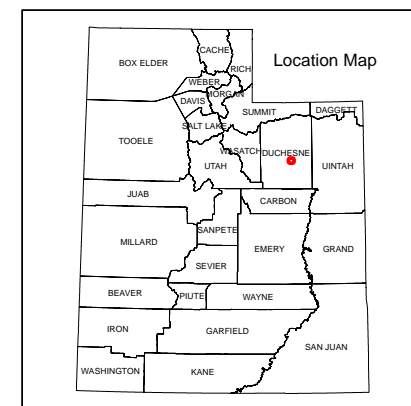 Location Map
CACHE
BOX ELDER
RICH
WEBER
MORGAN
DAVIS
SUMMIT
DAGGETT
SALT LAKE
TOOELE
WASATCH
DUCHESNE
UTAH
UINTAH
JUAB
CARBON
SANPETE
MILLARD
EMERY
GRAND
SEVIER
BEAVER
PIUTE
WAYNE
IRON
GARFIELD
SAN JUAN
WASHINGTON
KANE